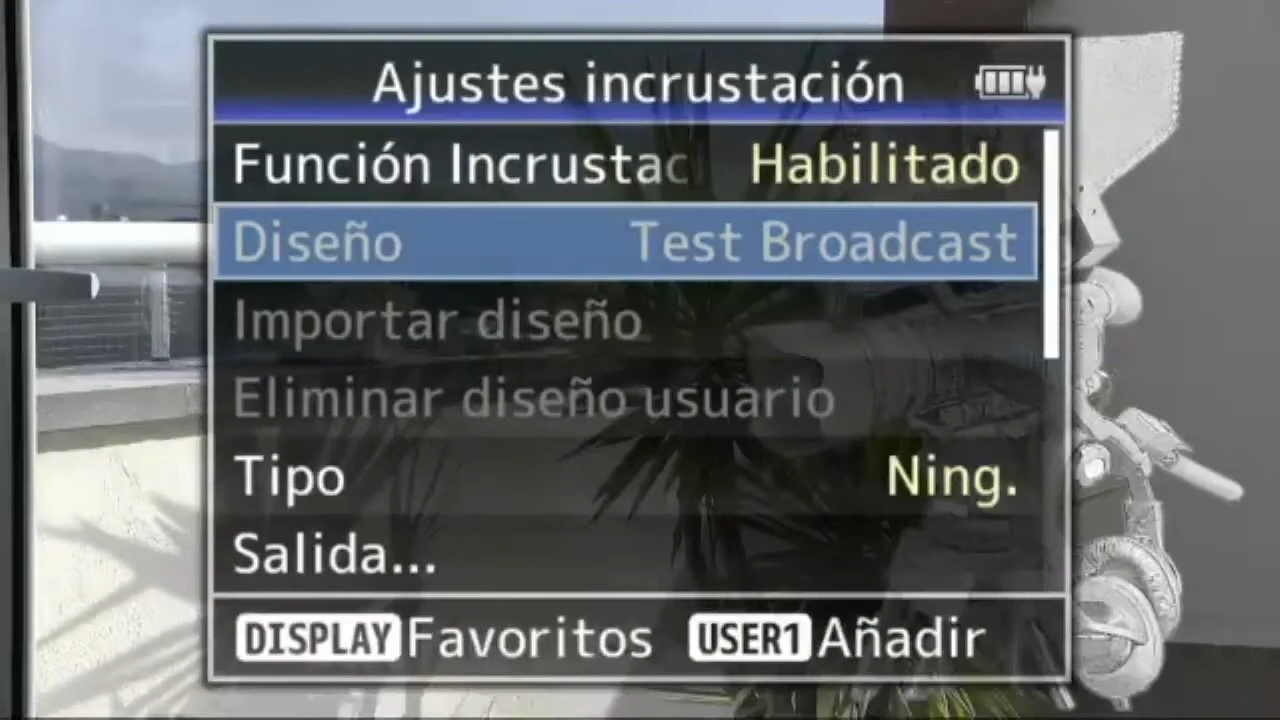 Ajustes incrustación
Función Incrustac Habilitado
Diseño Test Broadcast
Importar diseño
Eliminar diseño usuario
Tipo Ning.
Salida...
DISPLAY Favoritos USER1 Añadir